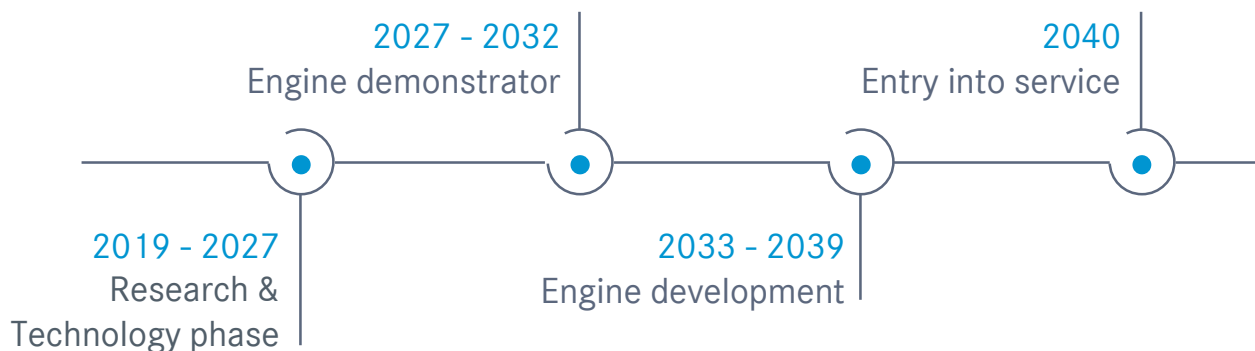 2027 - 2032
Engine demonstrator
2040
Entry into service
2019 - 2027
Research &
Technology phase
2033 - 2039
Engine development